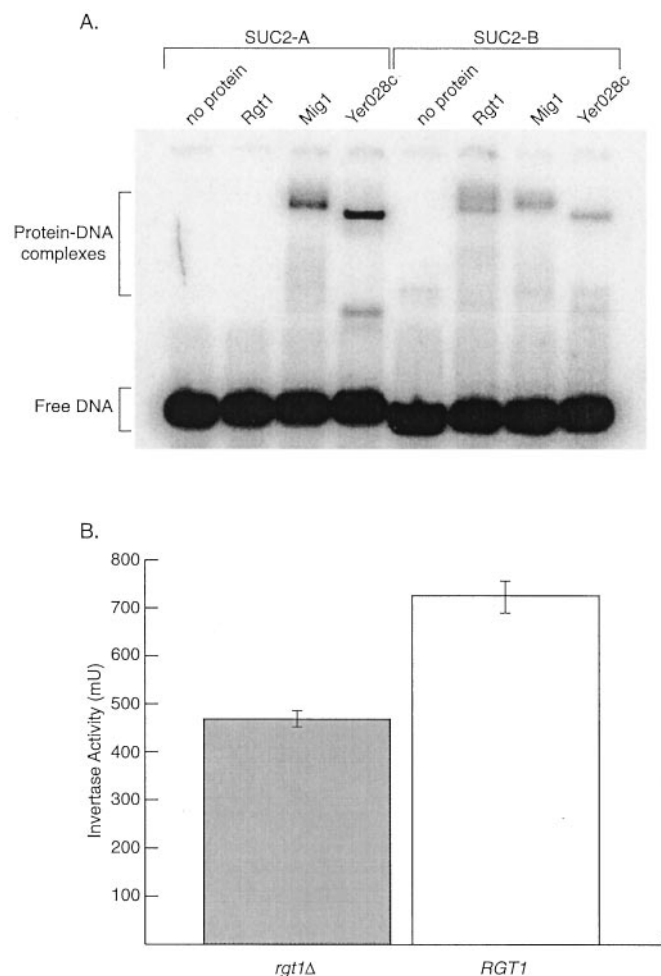 A.
SUC2-A
SUC2-B
no protein
Rgt1
Mig1
Yer028c
no protein
Rgt1
Mig1
Yer028c
Protein-DNA
complexes
Free DNA
B.
Invertase Activity (mU)
800
700
600
500
400
300
200
100
rgt1Δ
RGT1